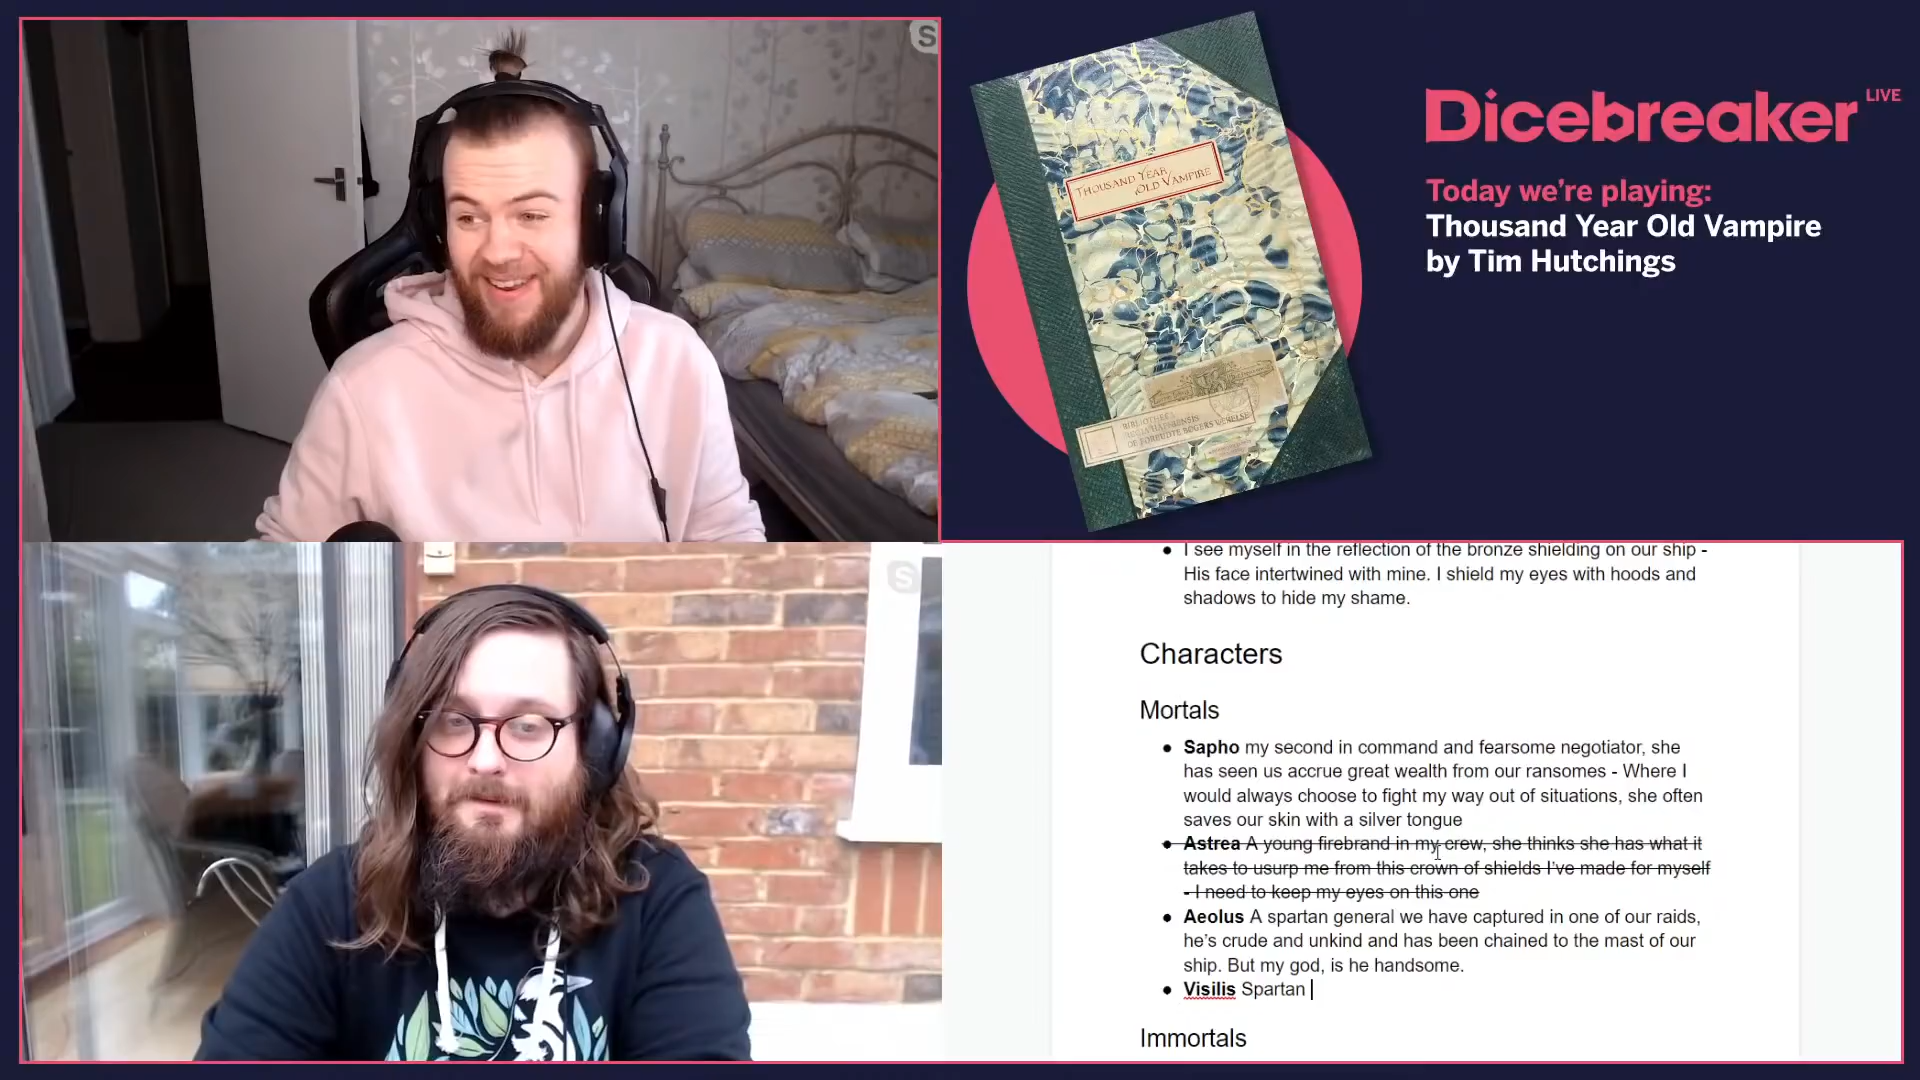 S
THOUSAND YEAR
OLD VAMPIRE
Dicebreaker LIVE
Today we're playing:
Thousand Year Old Vampire
by Tim Hutchings
S
I see myself in the reflection of the bronze shielding on our ship -
His face intertwined with mine. I shield my eyes with hoods and
shadows to hide my shame.
Characters
Mortals
Sapho my second in command and fearsome negotiator, she
has seen us accrue great wealth from our ransomes - Where I
would always choose to fight my way out of situations, she often
saves our skin with a silver tongue
Astrea A young firebrand in my crew, she thinks she has what it
takes to usurp me from this crown of shields I've made for myself
- I need to keep my eyes on this one
Aeolus A spartan general we have captured in one of our raids,
he's crude and unkind and has been chained to the mast of our
ship. But my god, is he handsome.
Visilis Spartan
Immortals